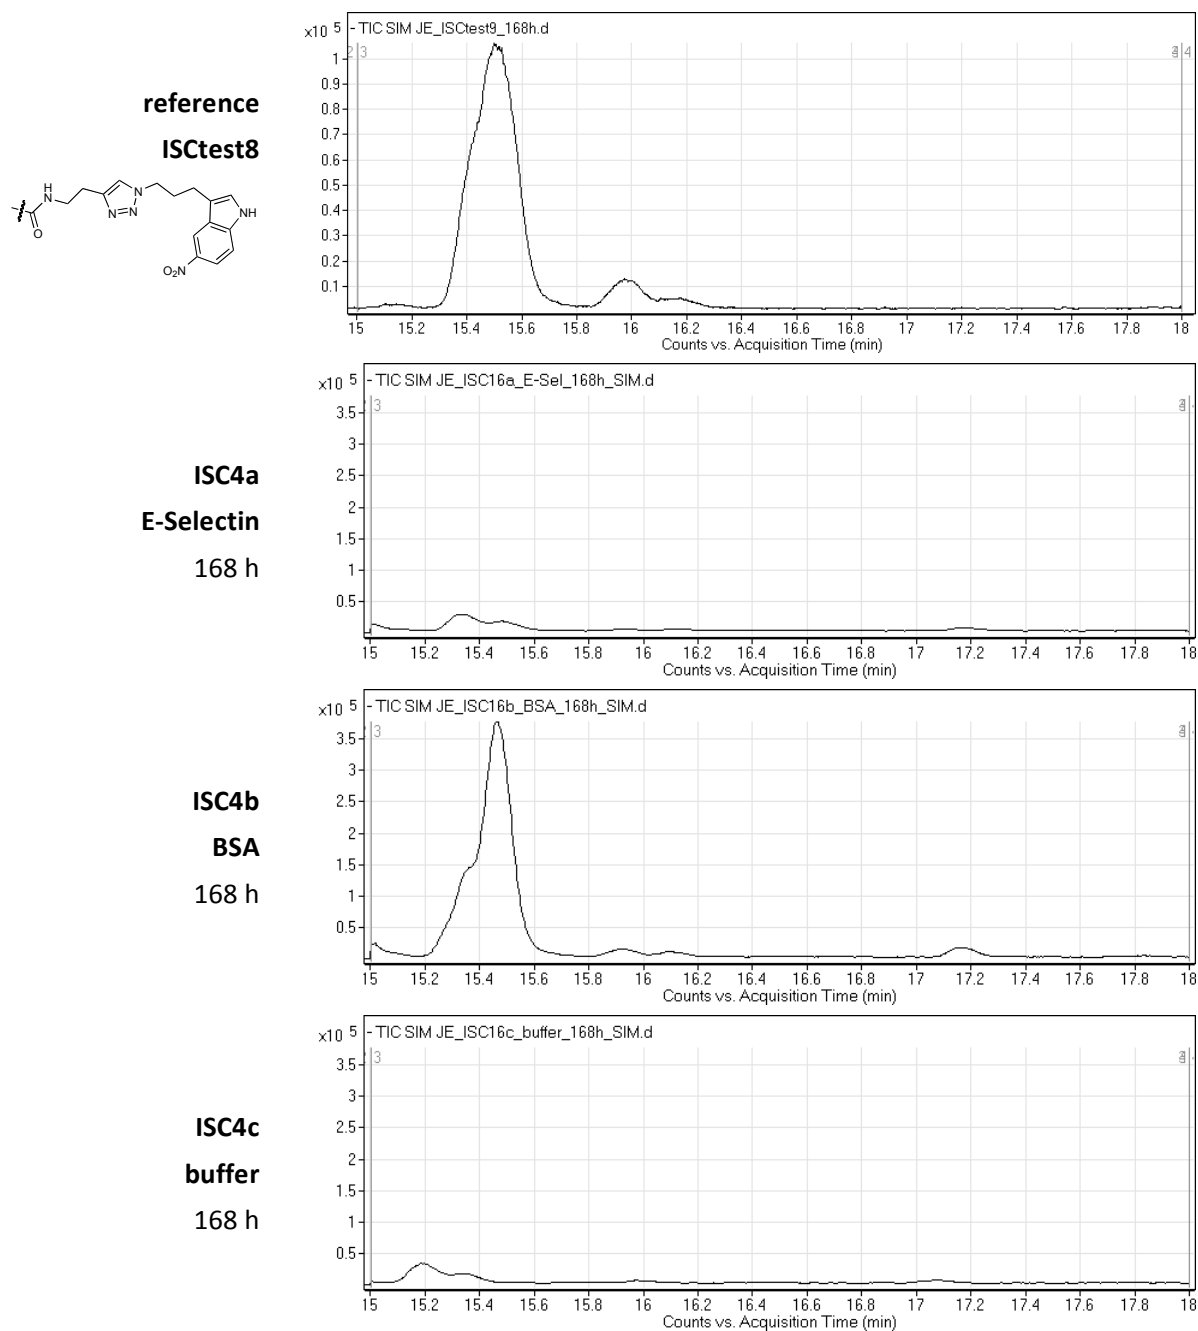 reference
ISCtest8
H
N
O
N
N
N
NH
O2N
x10 5
- TIC SIM JE_ISCtest9_168h.d
2 3
4
1
0.9
0.8
0.7
0.6
0.5
0.4
0.3
0.2
0.1
15 15.2 15.4 15.6 15.8 16 16.2 16.4 16.6 16.8 17 17.2 17.4 17.6 17.8 18
Counts vs. Acquisition Time (min)
ISC4a
E-Selectin
168 h
x10 5
- TIC SIM JE_ISC16a_E-Sel_168h_SIM.d
3
3.5
3
2.5
2
1.5
1
0.5
15 15.2 15.4 15.6 15.8 16 16.2 16.4 16.6 16.8 17 17.2 17.4 17.6 17.8 18
Counts vs. Acquisition Time (min)
ISC4b
BSA
168 h
x10 5
- TIC SIM JE_ISC16b_BSA_168h_SIM.d
3
3.5
3
2.5
2
1.5
1
0.5
15 15.2 15.4 15.6 15.8 16 16.2 16.4 16.6 16.8 17 17.2 17.4 17.6 17.8 18
Counts vs. Acquisition Time (min)
ISC4c
buffer
168 h
x10 5
- TIC SIM JE_ISC16c_buffer_168h_SIM.d
3
3.5
3
2.5
2
1.5
1
0.5
15 15.2 15.4 15.6 15.8 16 16.2 16.4 16.6 16.8 17 17.2 17.4 17.6 17.8 18
Counts vs. Acquisition Time (min)